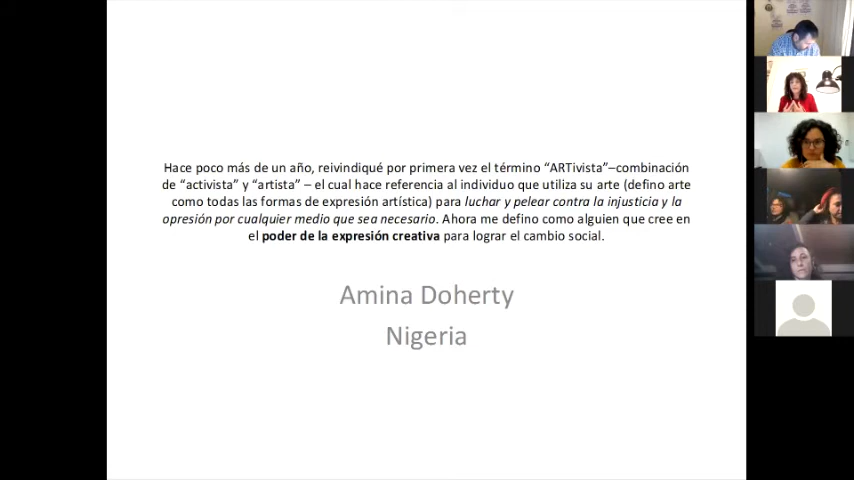 Hace poco más de un año, reivindiqué por primera vez el término “ARTivista”–combinación
de “activista” y “artista” – el cual hace referencia al individuo que utiliza su arte (defino arte
como todas las formas de expresión artística) para luchar y pelear contra la injusticia y la
opresión por cualquier medio que sea necesario. Ahora me defino como alguien que cree en
el poder de la expresión creativa para lograr el cambio social.
Amina Doherty
Nigeria